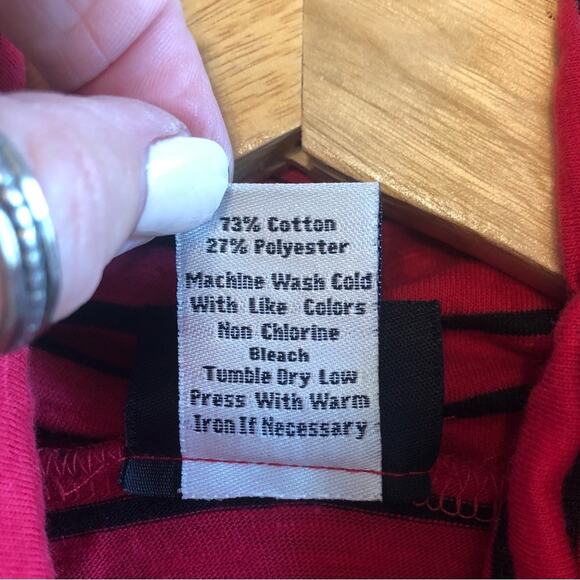 73% Cotton
27% Polyester
Machine Wash Cold
With Like Colors
Non Chlorine
Bleach
Tumble Dry Low
Press With Warm
Iron If Necessary